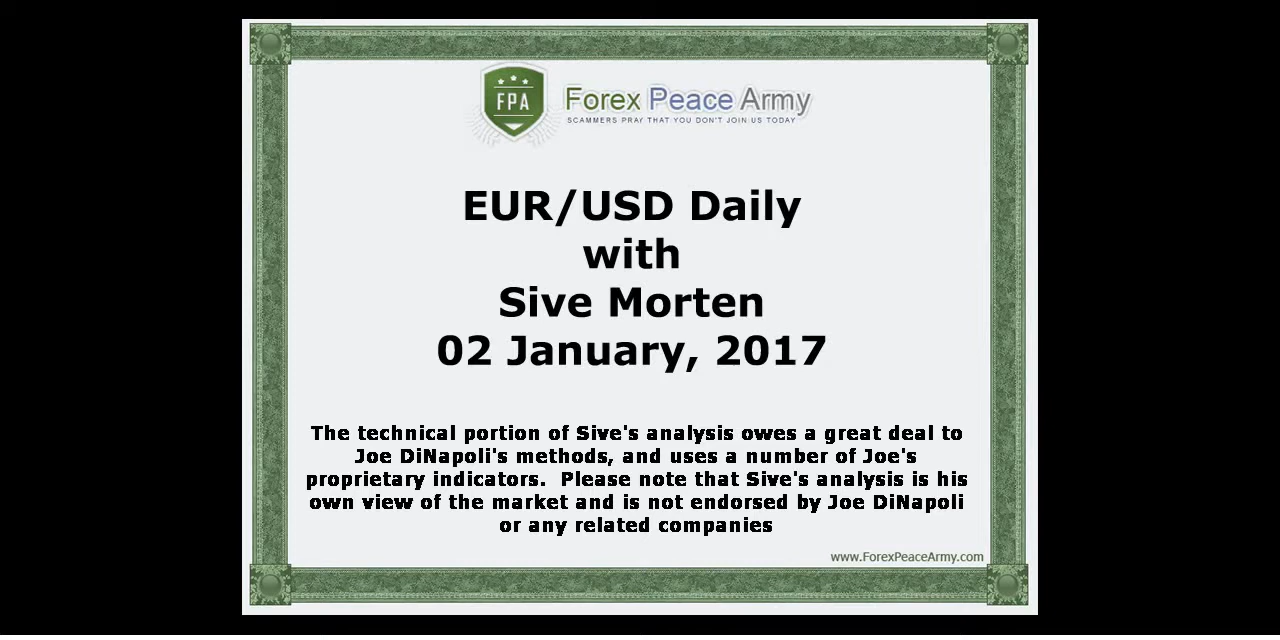 FPA
Forex Peace Army
SCAMMERS PRAY THAT YOU DON'T JOIN US TODAY
EUR/USD Daily
with
Sive Morten
02 January, 2017
The technical portion of Sive's analysis owes a great deal to
Joe DiNapoli's methods, and uses a number of Joe's
proprietary indicators.  Please note that Sive's analysis is his
own view of the market and is not endorsed by Joe DiNapoli
or any related companies
www.ForexPeaceArmy.com